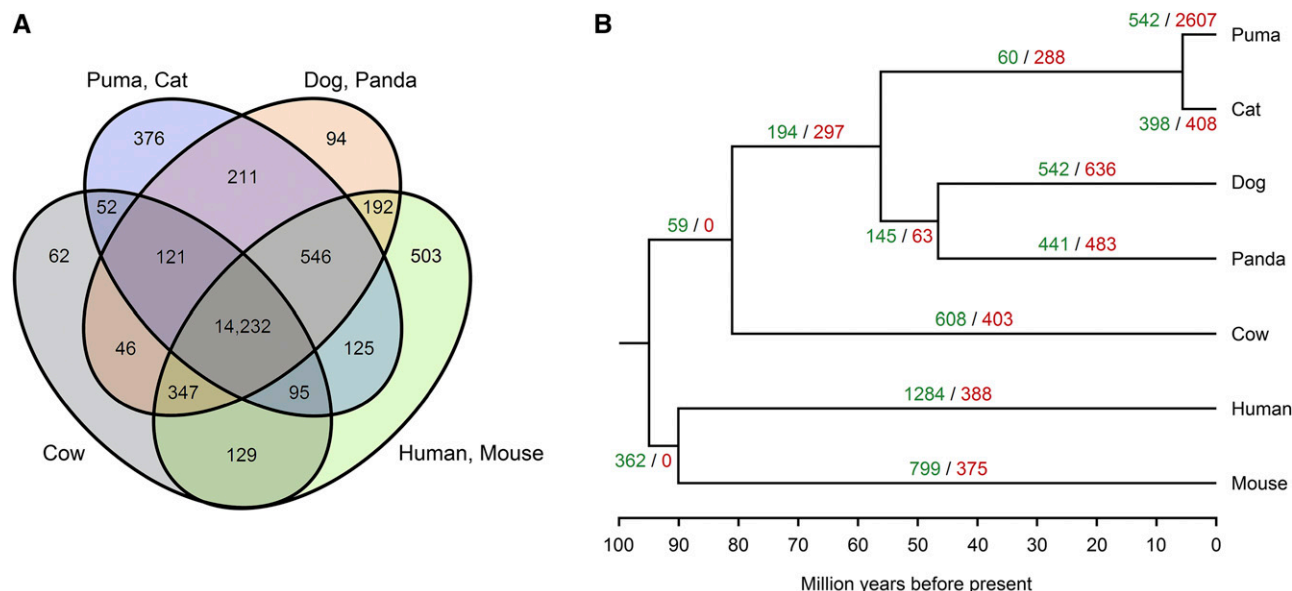 A
Puma, Cat
Dog, Panda
376
94
211
52
192
62
121
546
503
14,232
46
125
347
95
Cow
129
Human, Mouse
B
542 / 2607
Puma
60 / 288
Cat
398 / 408
194 / 297
542 / 636
Dog
59 / 0
145 / 63
441 / 483
Panda
608 / 403
Cow
1284 / 388
Human
362 / 0
799 / 375
Mouse
100 90 80 70 60 50 40 30 20 10 0
Million years before present